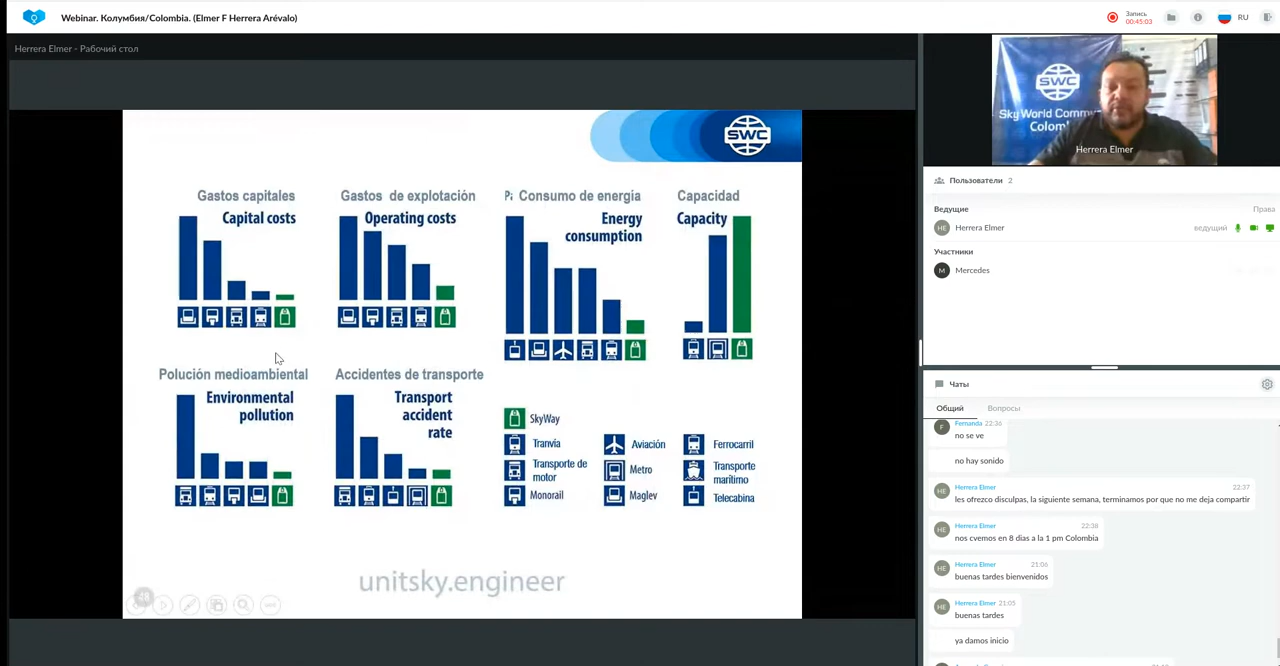 Webinar. Колумбия/Colombia. (Elmer F Herrera Arévalo)
Запись
00:45:03
RU
Herrera Elmer - Рабочий стол
SWC
Gastos capitales
Capital costs
Gastos de explotación
Operating costs
Consumo de energía
Energy
consumption
Capacidad
Capacity
Polución medioambiental
Environmental
pollution
Accidentes de transporte
Transport
accident
rate
SkyWay
Tranvia
Transporte de
motor
Monorail
Aviación
Metro
Maglev
Ferrocarril
Transporte
marítimo
Telecabina
unitsky.engineer
SWC
Sky World Commu
Colom
Herrera Elmer
Пользователи 2
Ведущие
Права
HE
Herrera Elmer
ведущий
Участники
M
Mercedes
Чаты
Общий
Вопросы
F
Fernanda 22:36
no se ve
no hay sonido
HE
Herrera Elmer 22:37
les ofrezco disculpas, la siguiente semana, terminamos por que no me deja compartir
HE
Herrera Elmer 22:38
nos cvemos en 8 dias a la 1 pm Colombia
HE
Herrera Elmer 21:06
buenas tardes bienvenidos
HE
Herrera Elmer 21:05
buenas tardes
ya damos inicio